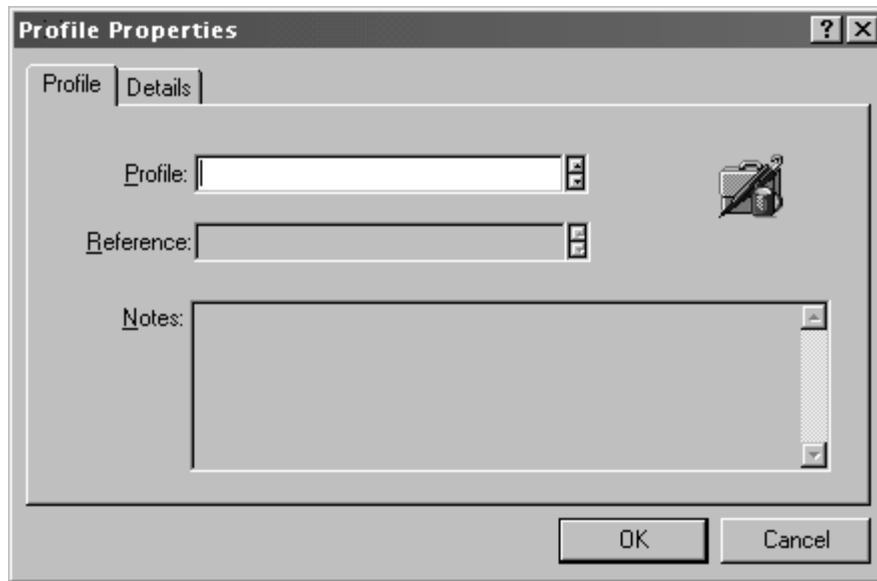 Profile Properties
Profile Details
Profile:
Reference:
Notes:
OK Cancel